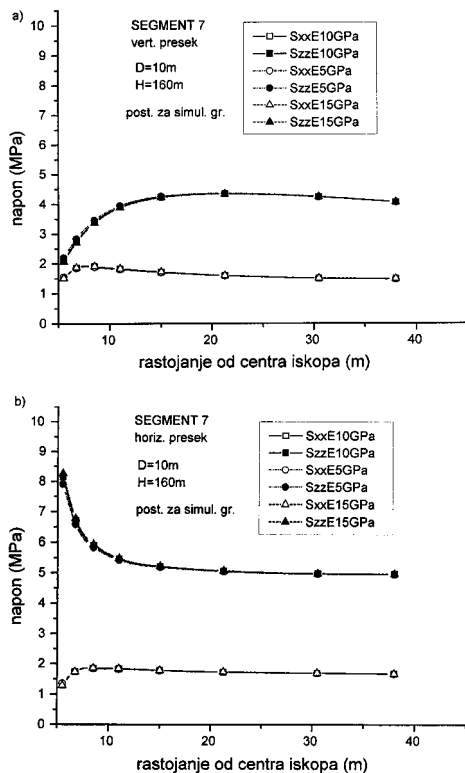 a)
SEGMENT 7
vert. presek
D=10m
H=160m
post. za simul. gr.
SxxE10GPa
SzzE10GPa
SxxE5GPa
SzzE5GPa
SxxE15GPa
SzzE15GPa
napon (MPa)
10
9
8
7
6
5
4
3
2
1
0
10
20
30
40
rastojanje od centra iskopa (m)
b)
SEGMENT 7
horiz. presek
D=10m
H=160m
post. za simul. gr.
SxxE10GPa
SzzE10GPa
SxxE5GPa
SzzE5GPa
SxxE15GPa
SzzE15GPa
napon (MPa)
10
9
8
7
6
5
4
3
2
1
0
10
20
30
40
rastojanje od centra iskopa (m)